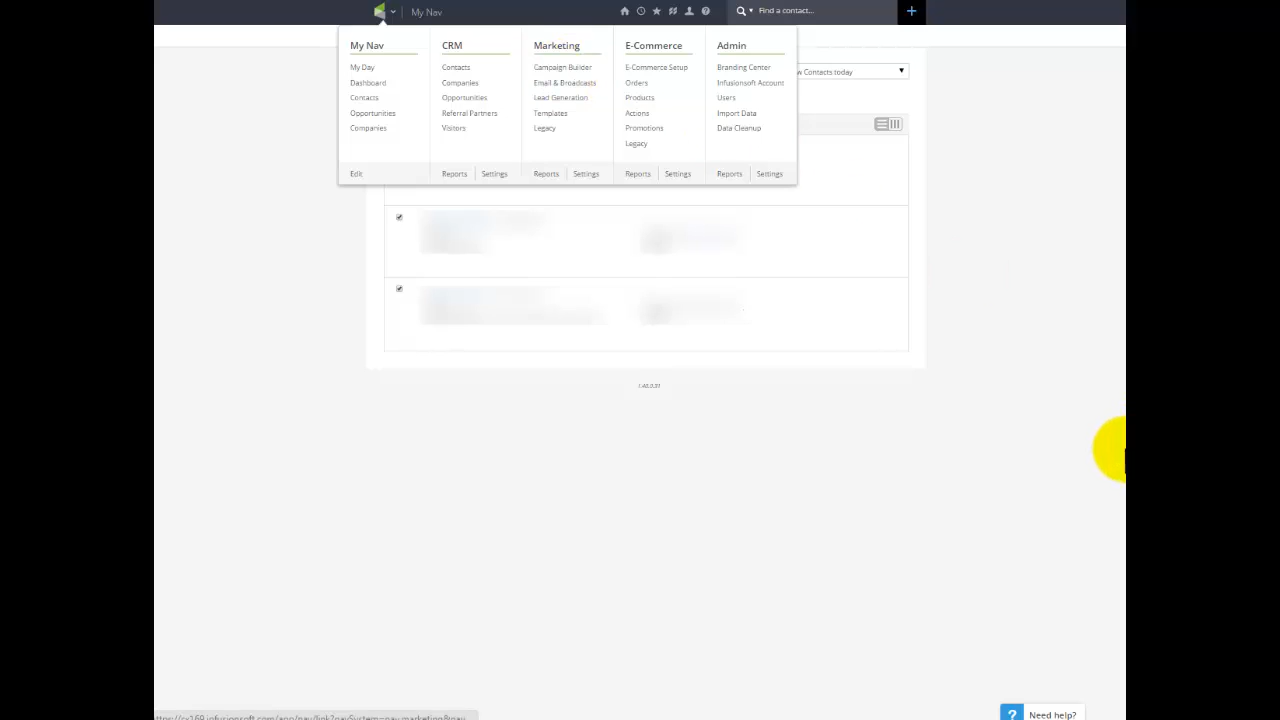 My Nav
Find a contact...
My Nav
My Day
Dashboard
Contacts
Opportunities
Companies
Edit
CRM
Contacts
Companies
Opportunities
Referral Partners
Visitors
Reports
Settings
Marketing
Campaign Builder
Email & Broadcasts
Lead Generation
Templates
Legacy
Reports
Settings
E-Commerce
E-Commerce Setup
Orders
Products
Actions
Promotions
Legacy
Reports
Settings
Admin
Branding Center
Infusionsoft Account
Users
Import Data
Data Cleanup
Reports
Settings
Contacts today
? Need help?